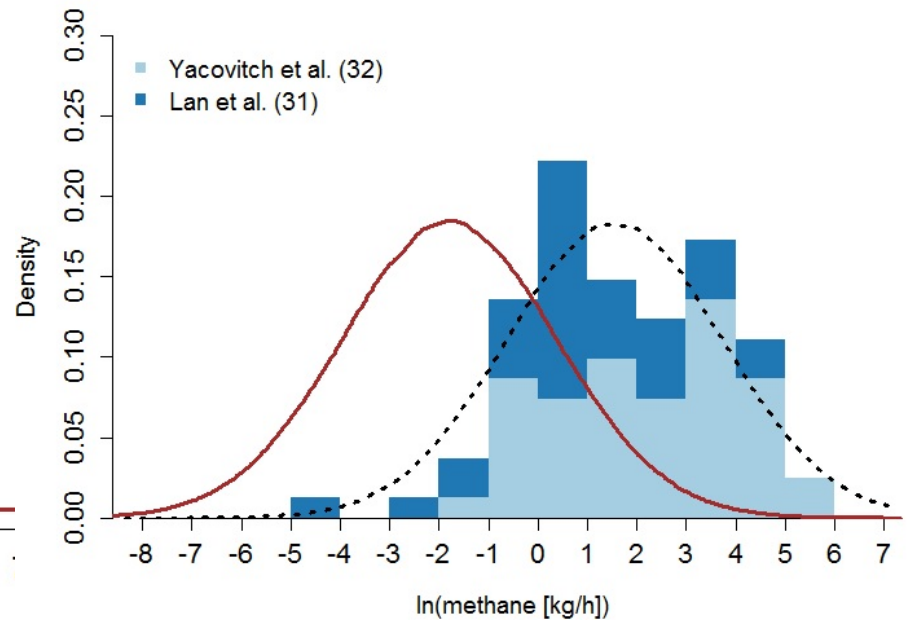 Yacovitch et al. (32)
Lan et al. (31)
Density
0.30
0.25
0.20
0.15
0.10
0.05
0.00
-8 -7 -6 -5 -4 -3 -2 -1 0 1 2 3 4 5 6 7
ln(methane [kg/h])